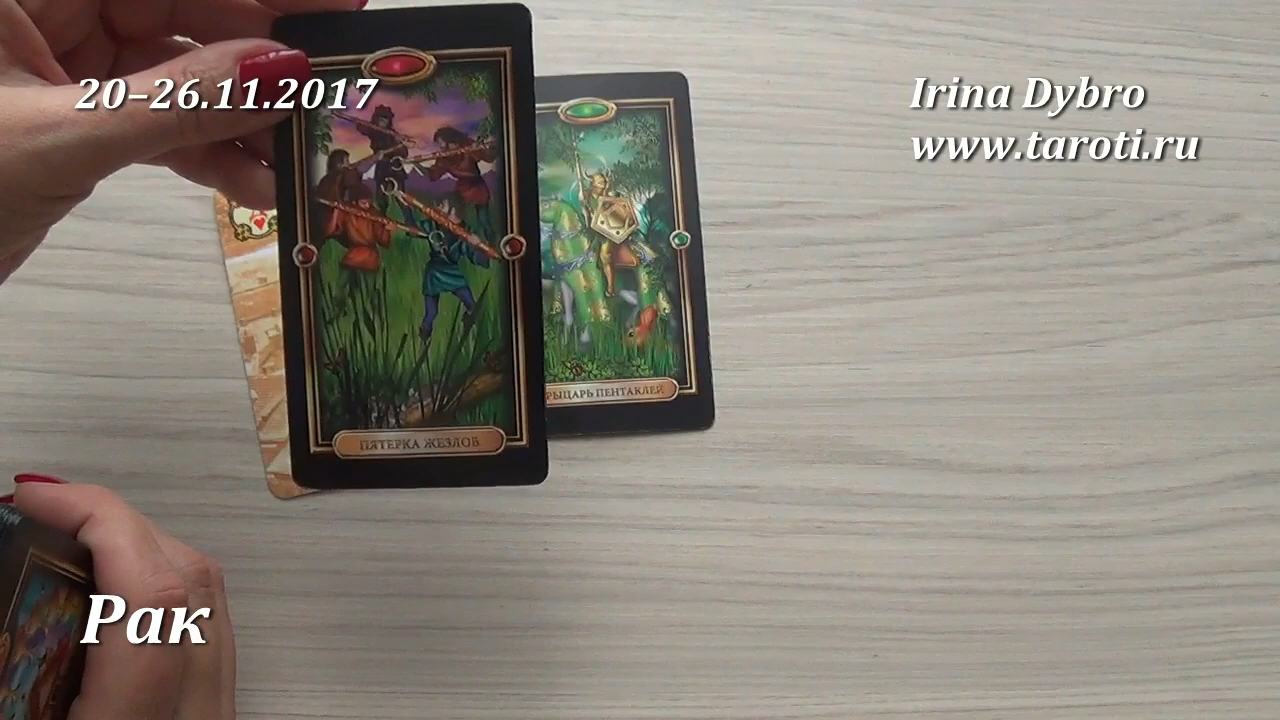 20–26.11.2017
Irina Dybro
www.taroti.ru
ПЯТЕРКА ЖЕЗЛОВ
РЫЦАРЬ ПЕНТАКЛЕЙ
Рак